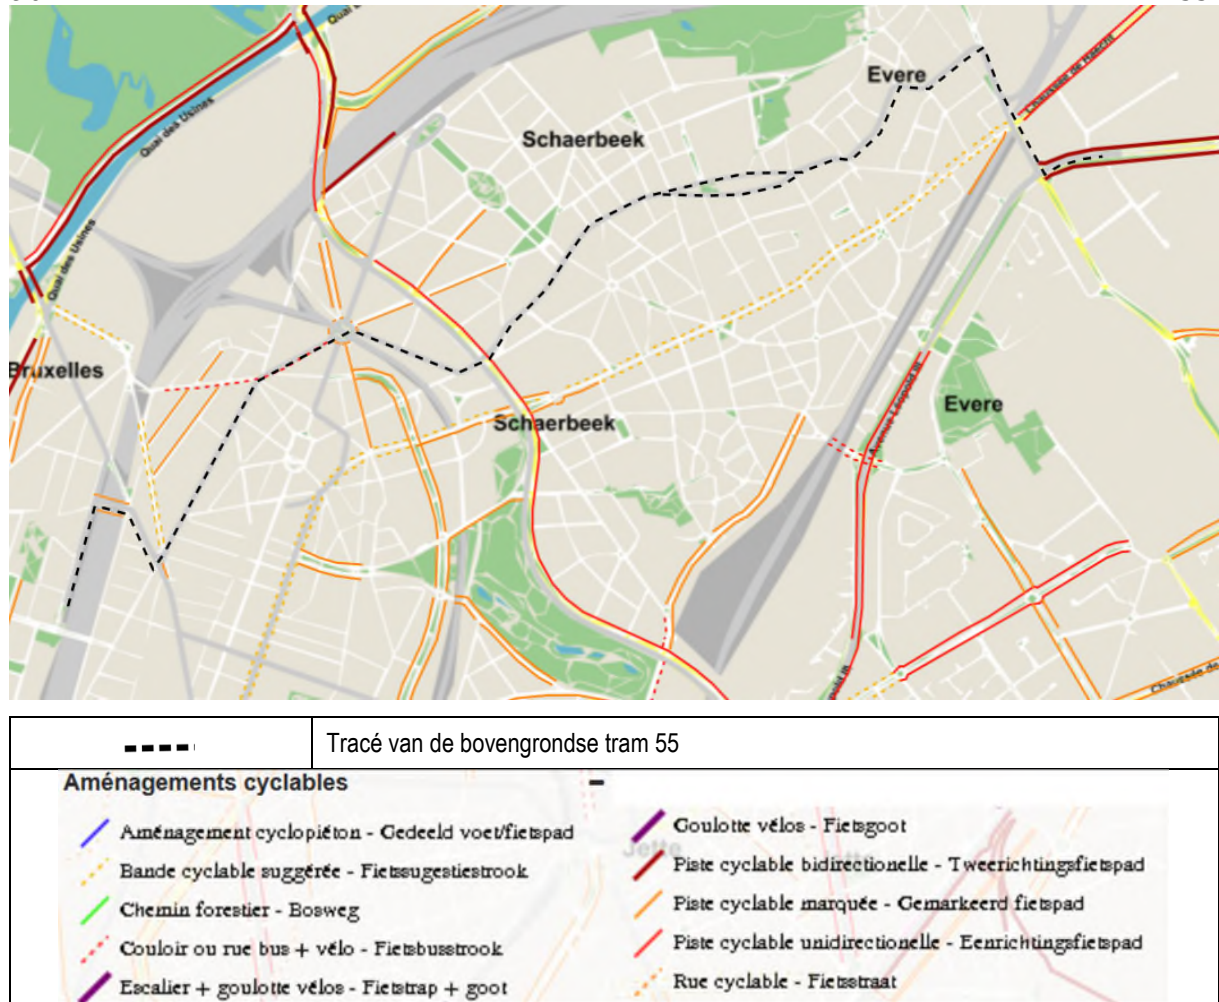 Quai des Usines
Evere
Chaussée de Haecht
Schaerbeek
Quai des Usines
Bruxelles
Schaerbeek
Avenue Léopold III
Evere
Chaussée de
Tracé van de bovengrondse tram 55
Aménagements cyclables
Aménagement cyclopiéton - Gedeeld voet/fietspad
Bande cyclable suggérée - Fietssugestiestrook
Chemin forestier - Bosweg
Couloir ou rue bus + vélo - Fietsbusstrook
Escalier + goulotte vélos - Fietstrap + goot
Goulotte vélos - Fietsgoot
Jette
Piste cyclable bidirectionelle - Tweerichtingsfietspad
Piste cyclable marquée - Gemarkeerd fietspad
Piste cyclable unidirectionelle - Eenrichtingsfietspad
Rue cyclable - Fietsstraat